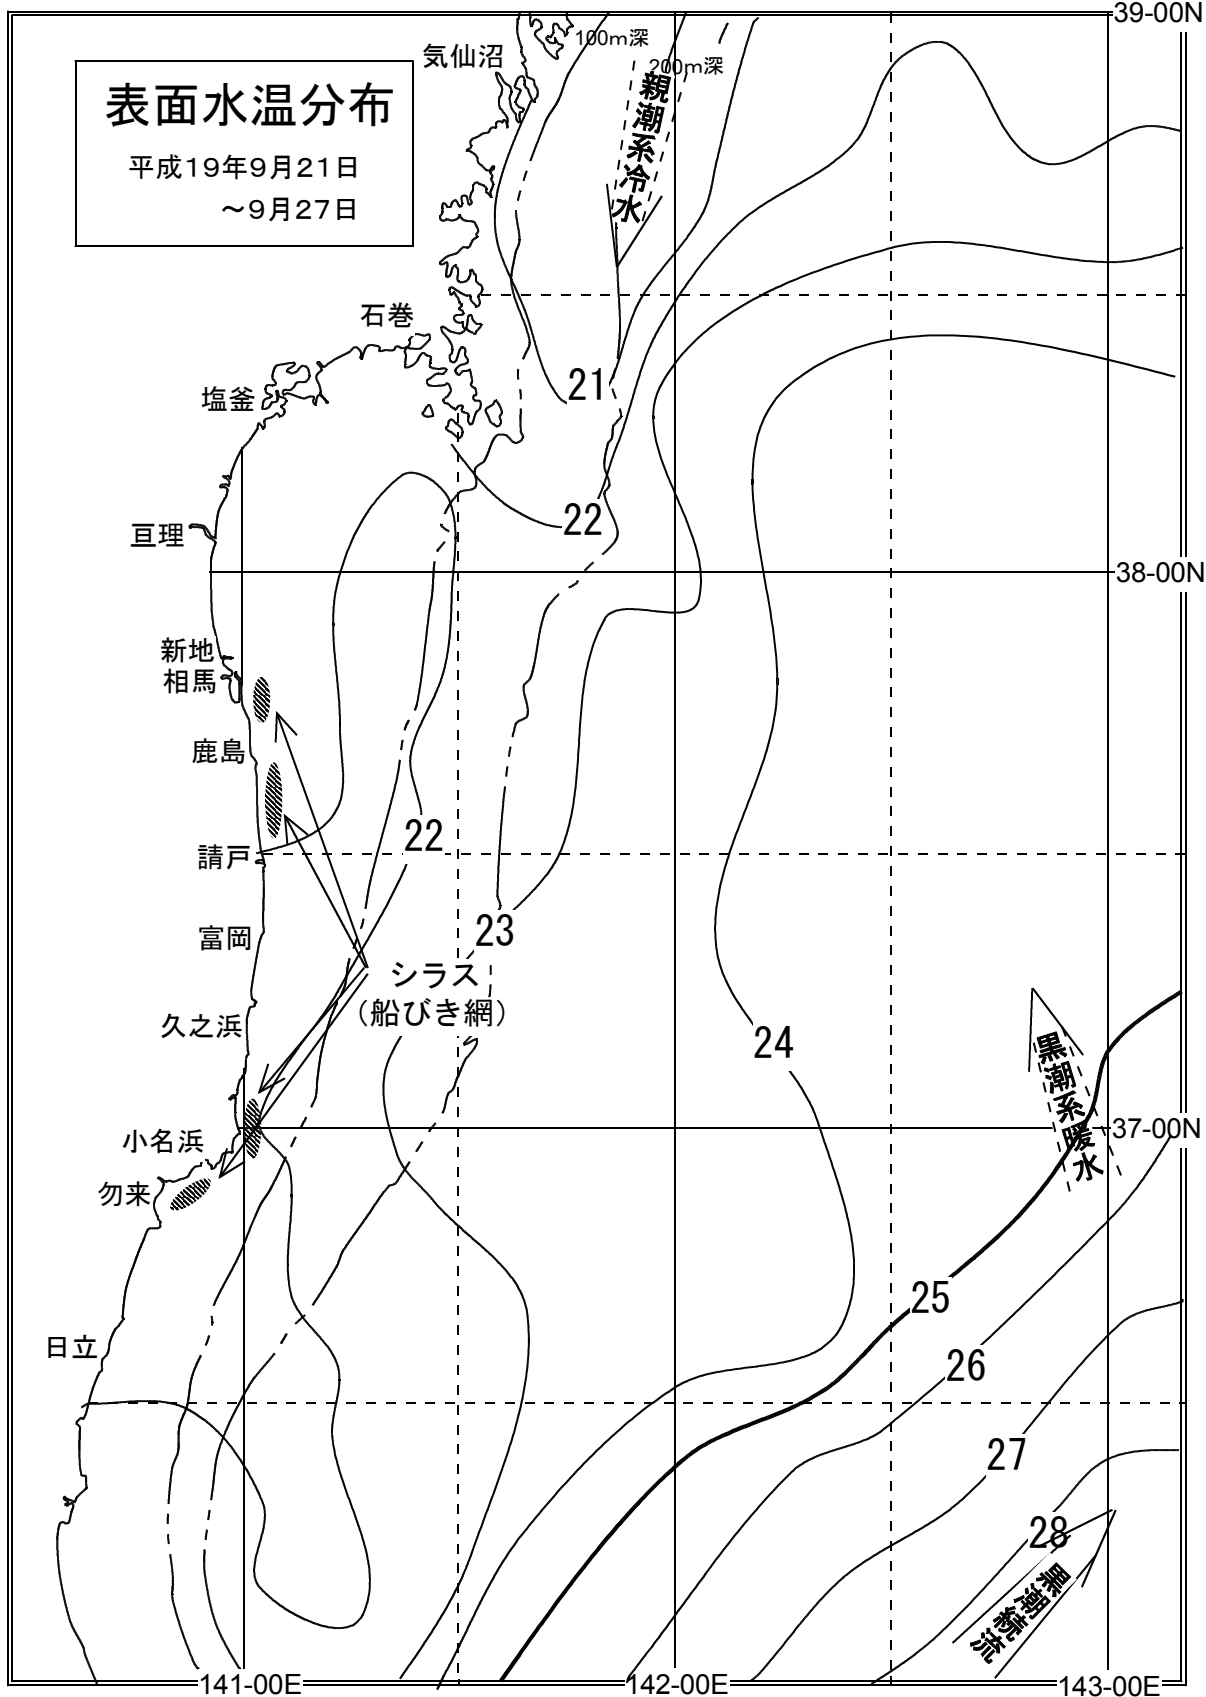 39-00N
100m深
気仙沼
200m深
表面水温分布
平成19年9月21日
～9月27日
親潮系冷水
石巻
21
塩釜
22
亘理
38-00N
新地
相馬
鹿島
22
請戸
23
富岡
シラス
(船びき網)
久之浜
24
黒潮系暖水
37-00N
小名浜
勿来
25
日立
26
27
28
黒潮続流
141-00E
142-00E
143-00E